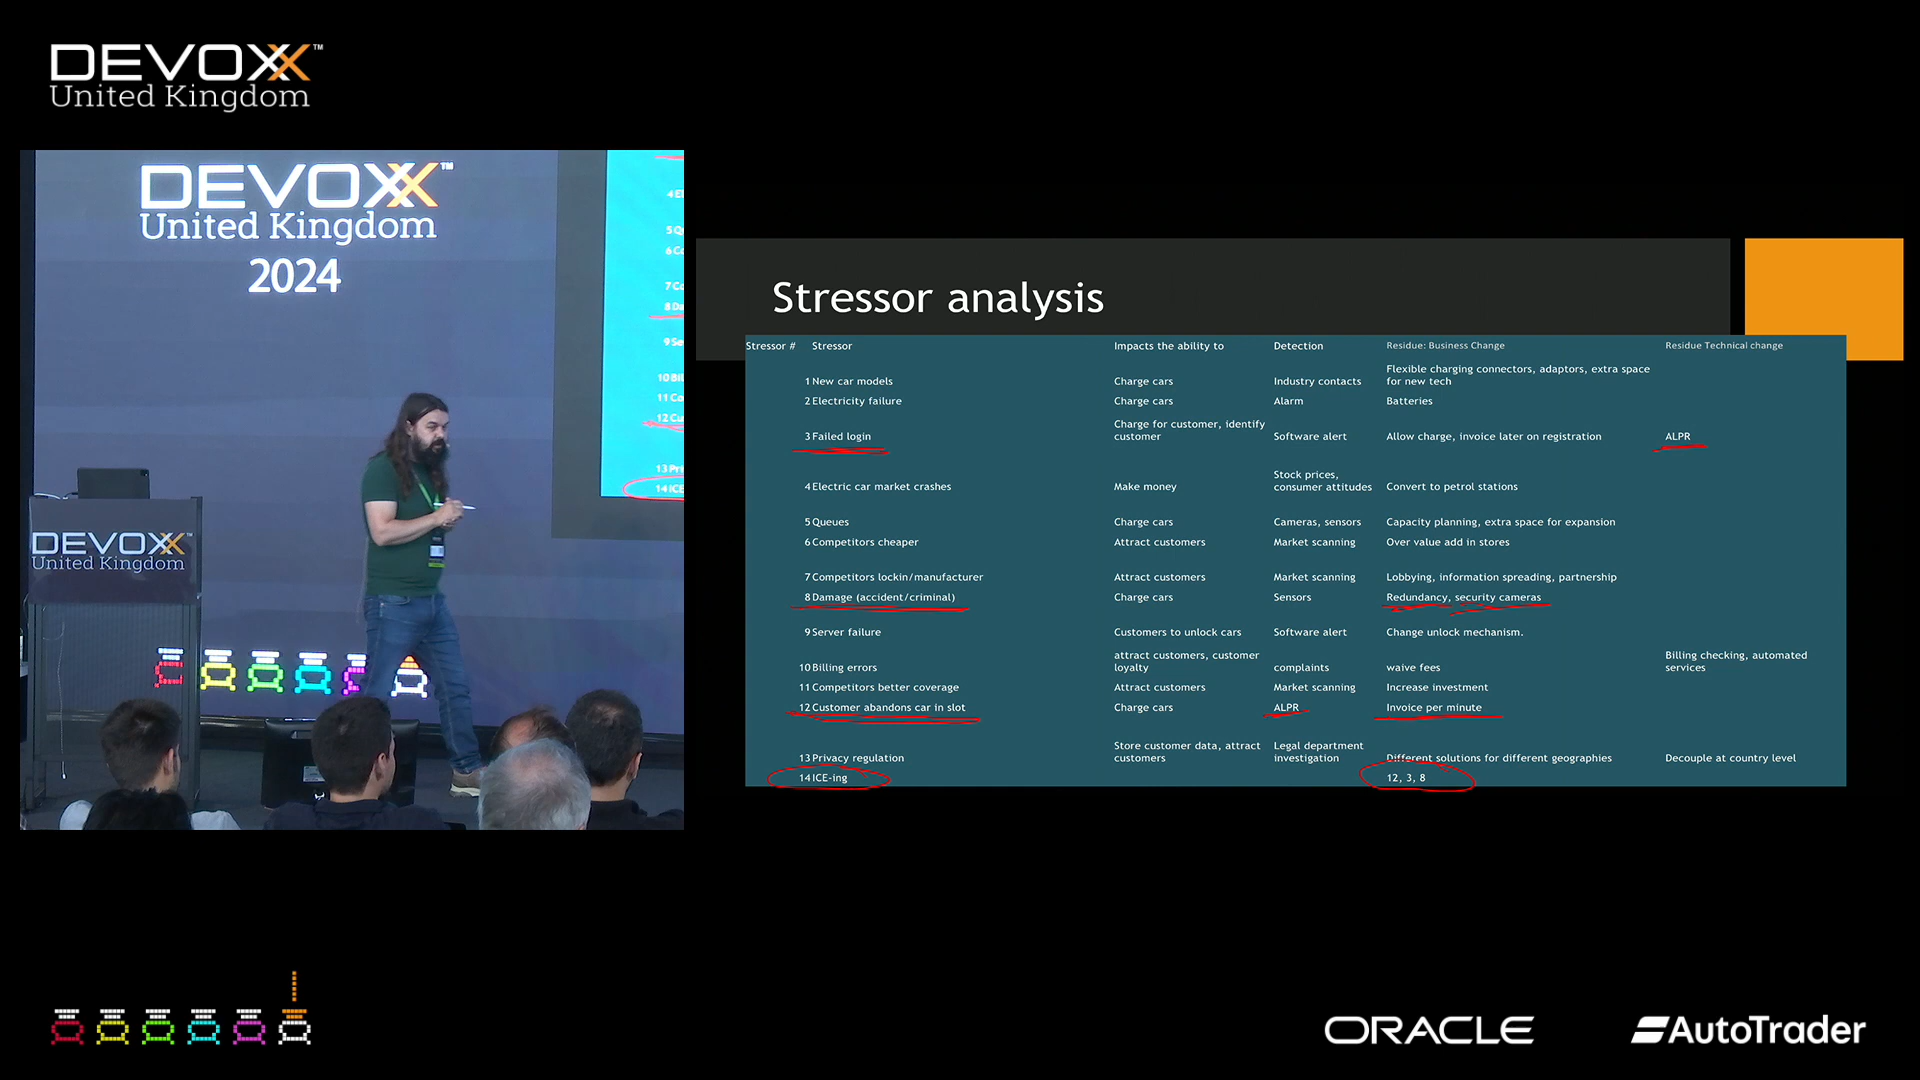 DEVOXX™
United Kingdom
DEVOXX™
United Kingdom
2024
DEVOXX™
United Kingdom
Stressor analysis
Stressor # Stressor Impacts the ability to Detection Residue: Business Change Residue Technical change
1 New car models Charge cars Industry contacts Flexible charging connectors, adaptors, extra space for new tech
2 Electricity failure Charge cars Alarm Batteries
3 Failed login Charge for customer, identify customer Software alert Allow charge, invoice later on registration ALPR
4 Electric car market crashes Make money Stock prices, consumer attitudes Convert to petrol stations
5 Queues Charge cars Cameras, sensors Capacity planning, extra space for expansion
6 Competitors cheaper Attract customers Market scanning Over value add in stores
7 Competitors lockin/manufacturer Attract customers Market scanning Lobbying, information spreading, partnership
8 Damage (accident/criminal) Charge cars Sensors Redundancy, security cameras
9 Server failure Customers to unlock cars Software alert Change unlock mechanism.
10 Billing errors attract customers, customer loyalty complaints waive fees Billing checking, automated services
11 Competitors better coverage Attract customers Market scanning Increase investment
12 Customer abandons car in slot Charge cars ALPR Invoice per minute
13 Privacy regulation Store customer data, attract customers Legal department investigation Different solutions for different geographies Decouple at country level
14 ICE-ing 12, 3, 8
ORACLE AutoTrader